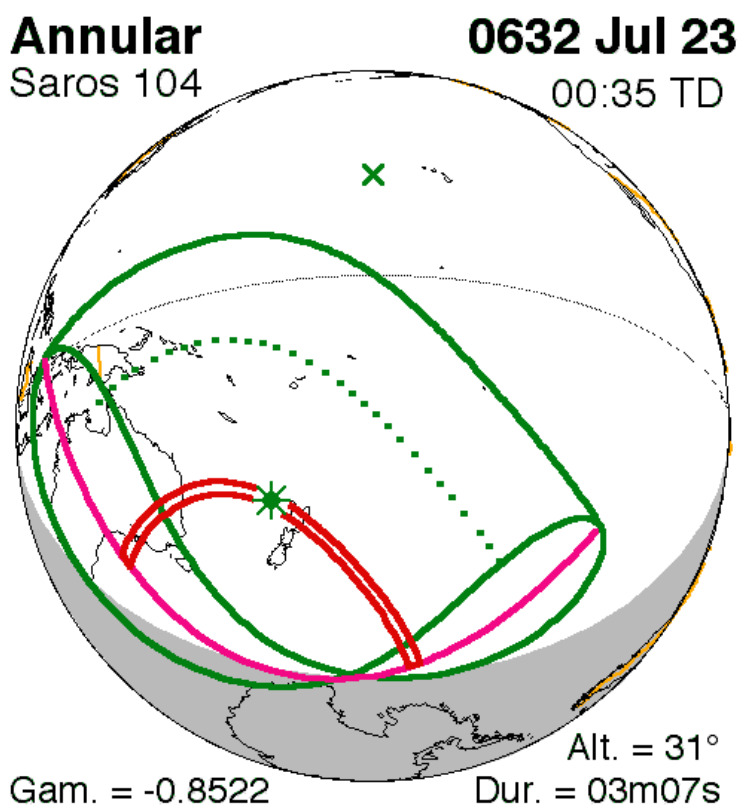 Annular 0632 Jul 23
Saros 104 00:35 TD
Alt. = 31°
Gam. = -0.8522 Dur. = 03m07s